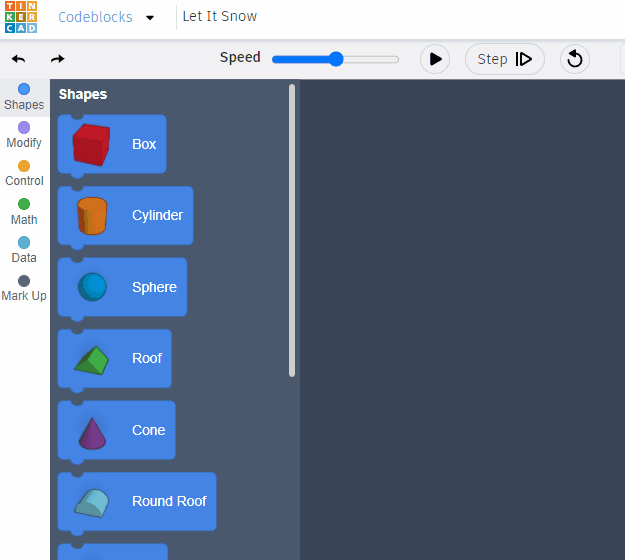 TIN
KER
CAD
Codeblocks
Let It Snow
Speed
Step
Shapes
Modify
Control
Math
Data
Mark Up
Shapes
Box
Cylinder
Sphere
Roof
Cone
Round Roof